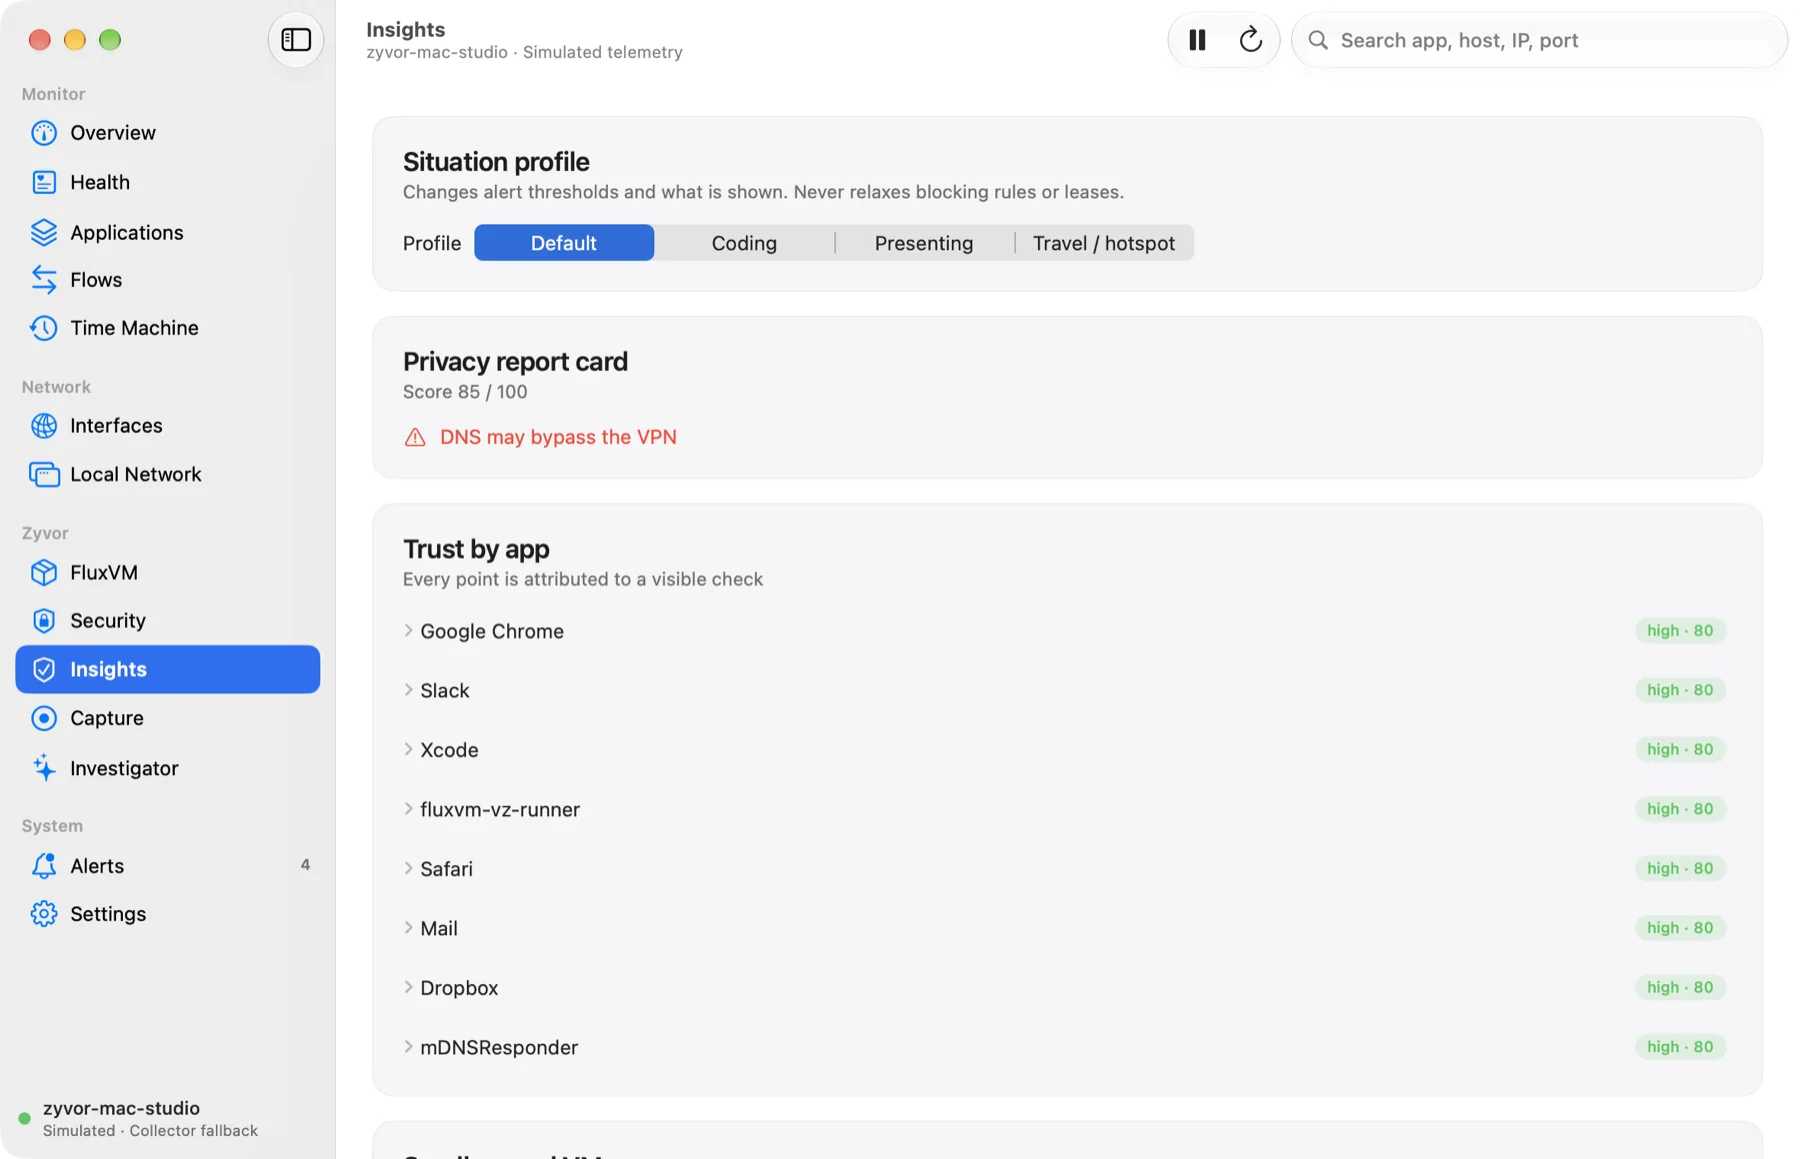 Insights
zyvor-mac-studio · Simulated telemetry
Search app, host, IP, port
Monitor
Overview
Health
Applications
Flows
Time Machine
Network
Interfaces
Local Network
Zyvor
FluxVM
Security
Insights
Capture
Investigator
System
Alerts 4
Settings
zyvor-mac-studio
Simulated · Collector fallback
Situation profile
Changes alert thresholds and what is shown. Never relaxes blocking rules or leases.
Profile Default Coding Presenting Travel / hotspot
Privacy report card
Score 85 / 100
DNS may bypass the VPN
Trust by app
Every point is attributed to a visible check
Google Chrome high · 80
Slack high · 80
Xcode high · 80
fluxvm-vz-runner high · 80
Safari high · 80
Mail high · 80
Dropbox high · 80
mDNSResponder high · 80